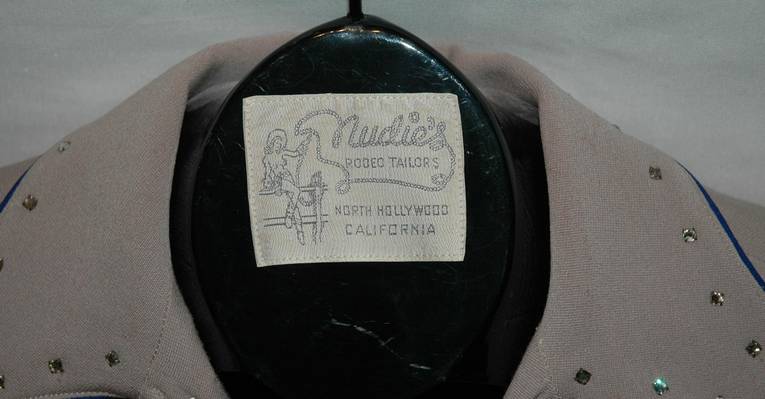 Nudie's
RODEO TAILORS
NORTH HOLLYWOOD
CALIFORNIA